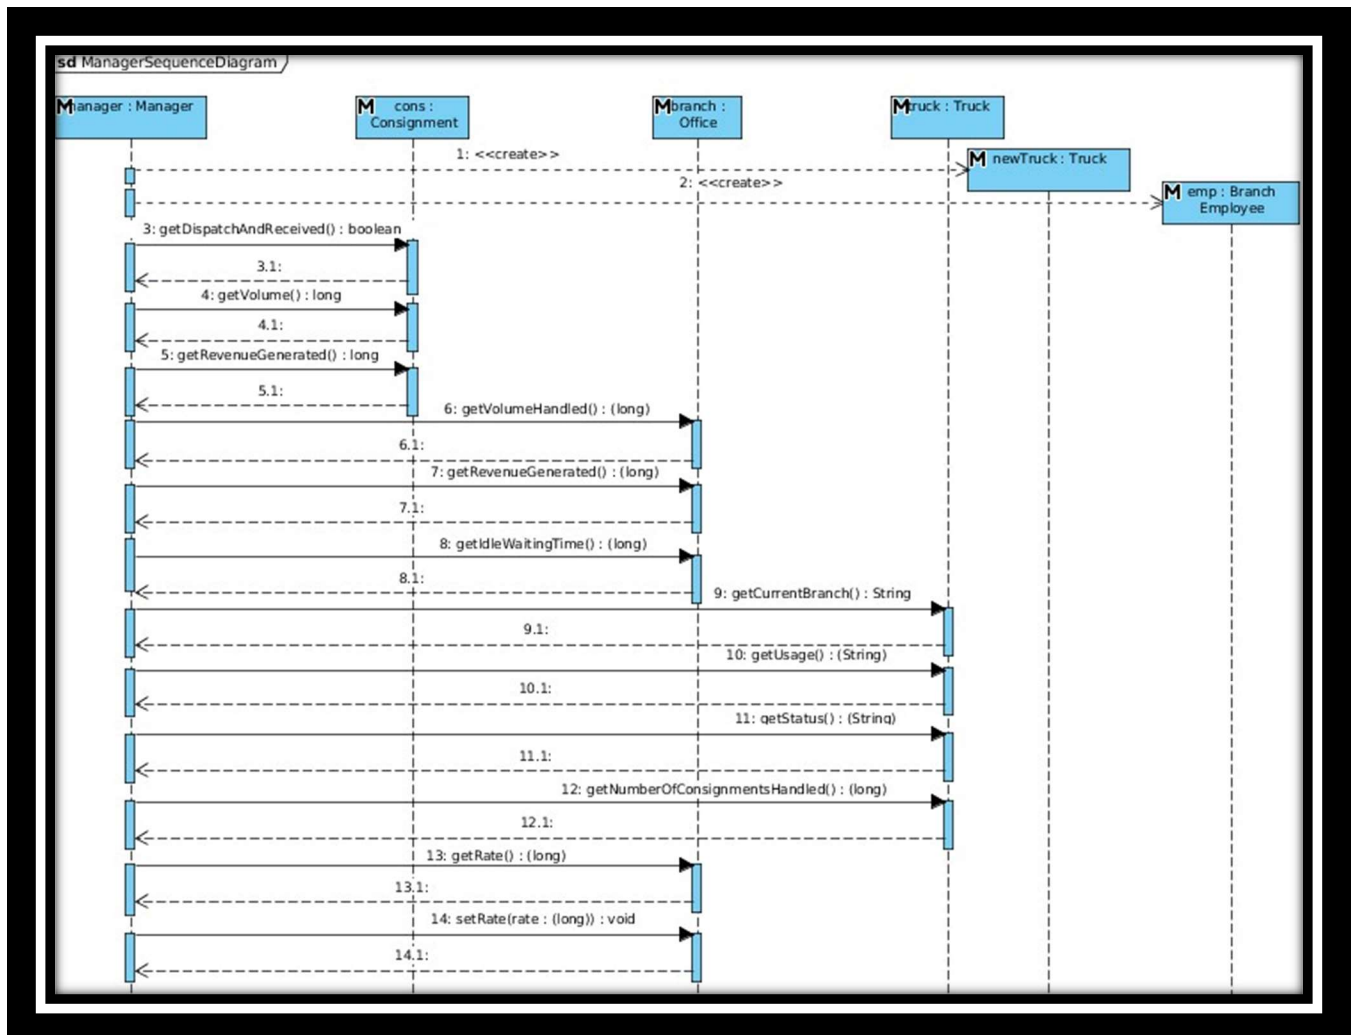 sd ManagerSequenceDiagram
manager : Manager
M cons :
Consignment
M branch :
Office
M truck : Truck
1: <<create>>
M newTruck : Truck
2: <<create>>
M emp : Branch
Employee
3: getDispatchAndReceived() : boolean
3.1:
4: getVolume() : long
4.1:
5: getRevenueGenerated() : long
5.1:
6: getVolumeHandled() : (long)
6.1:
7: getRevenueGenerated() : (long)
7.1:
8: getIdleWaitingTime() : (long)
8.1:
9: getCurrentBranch() : String
9.1:
10: getUsage() : (String)
10.1:
11: getStatus() : (String)
11.1:
12: getNumberOfConsignmentsHandled() : (long)
12.1:
13: getRate() : (long)
13.1:
14: setRate(rate : (long)) : void
14.1: